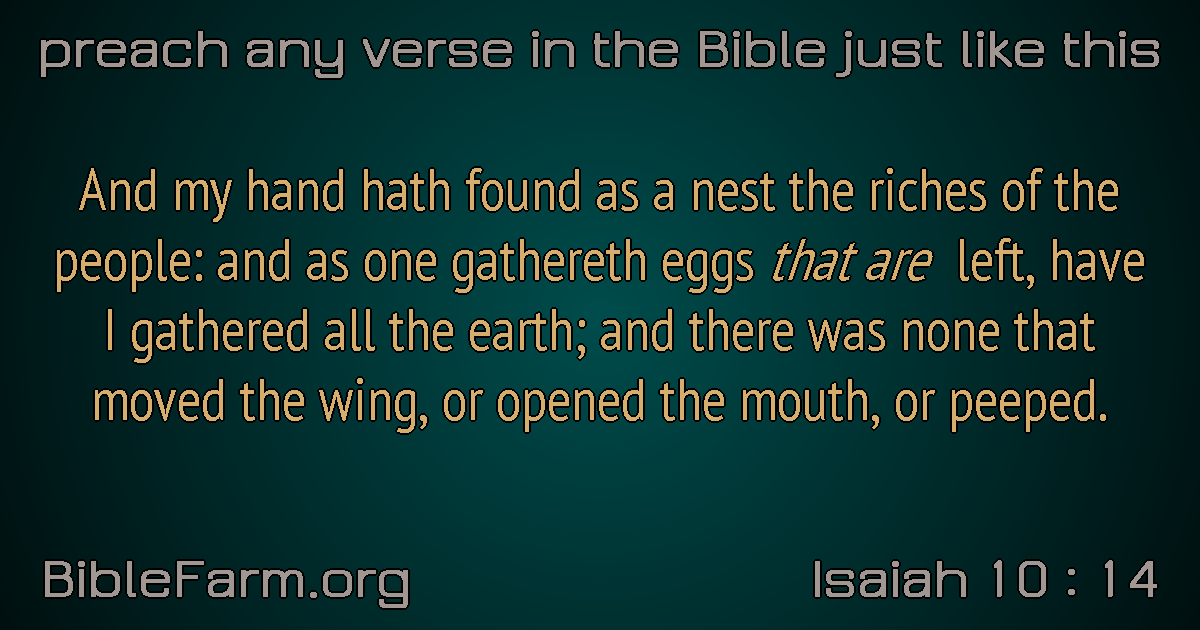 preach any verse in the Bible just like this
And my hand hath found as a nest the riches of the
people: and as one gathereth eggs that are left, have
I gathered all the earth; and there was none that
moved the wing, or opened the mouth, or peeped.
BibleFarm.org
Isaiah 10 : 14